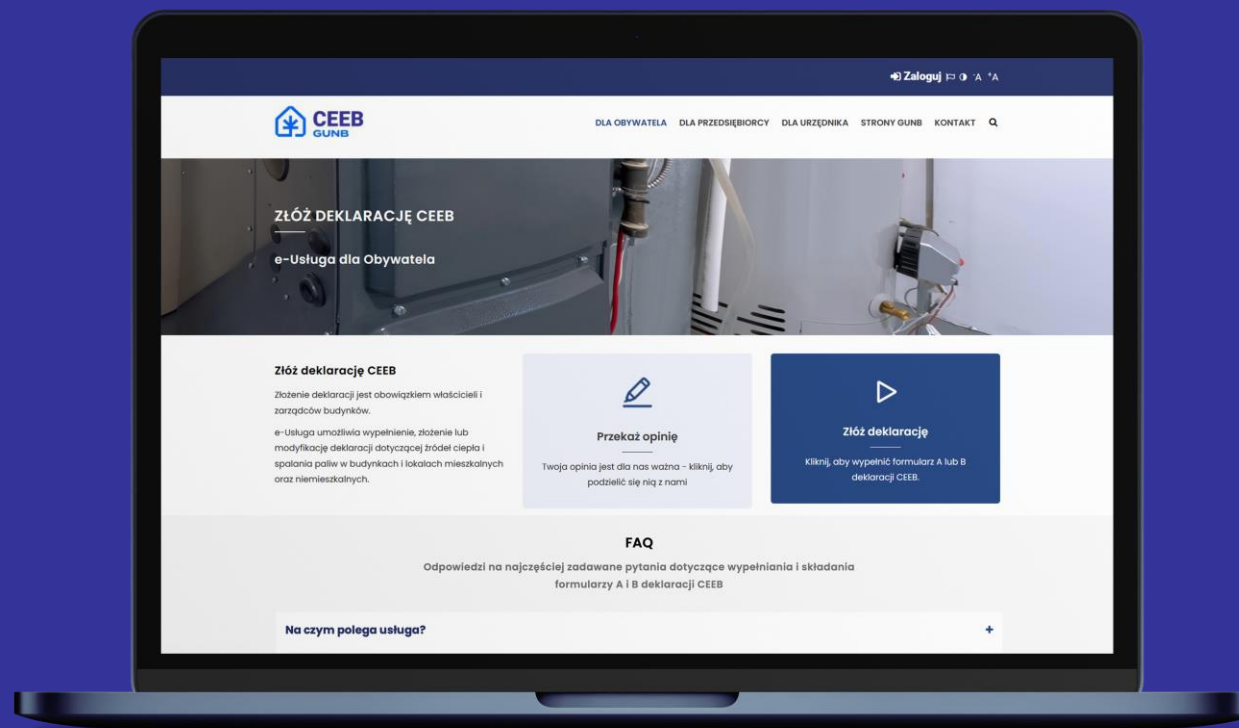 Zaloguj -A +A
CEEB
GUNB
DLA OBYWATELA DLA PRZEDSIĘBIORCY DLA URZĘDNIKA STRONY GUNB KONTAKT
ZŁÓŻ DEKLARACJĘ CEEB
e-Usługa dla Obywatela
Złóż deklarację CEEB
Złożenie deklaracji jest obowiązkiem właścicieli i
zarządców budynków.
e-Usługa umożliwia wypełnienie, złożenie lub
modyfikację deklaracji dotyczącej źródeł ciepła i
spalania paliw w budynkach i lokalach mieszkalnych
oraz niemieszkalnych.
Przekaż opinię
Twoja opinia jest dla nas ważna - kliknij, aby
podzielić się nią z nami
Złóż deklarację
Kliknij, aby wypełnić formularz A lub B
deklaracji CEEB.
FAQ
Odpowiedzi na najczęściej zadawane pytania dotyczące wypełniania i składania
formularzy A i B deklaracji CEEB
Na czym polega usługa? +